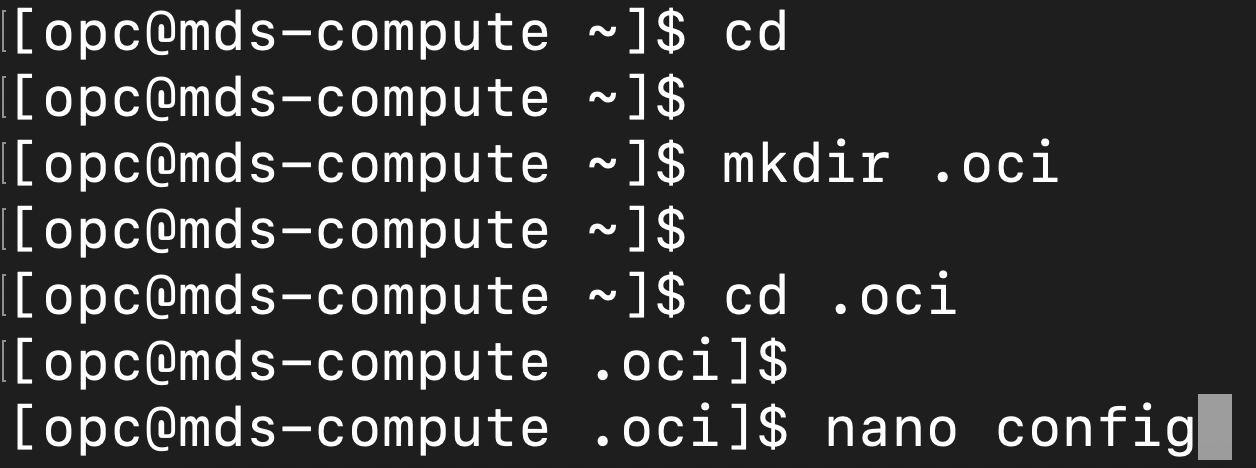 [opc@mds-compute ~]$ cd
[opc@mds-compute ~]$
[opc@mds-compute ~]$ mkdir .oci
[opc@mds-compute ~]$
[opc@mds-compute ~]$ cd .oci
[opc@mds-compute .oci]$
[opc@mds-compute .oci]$ nano config